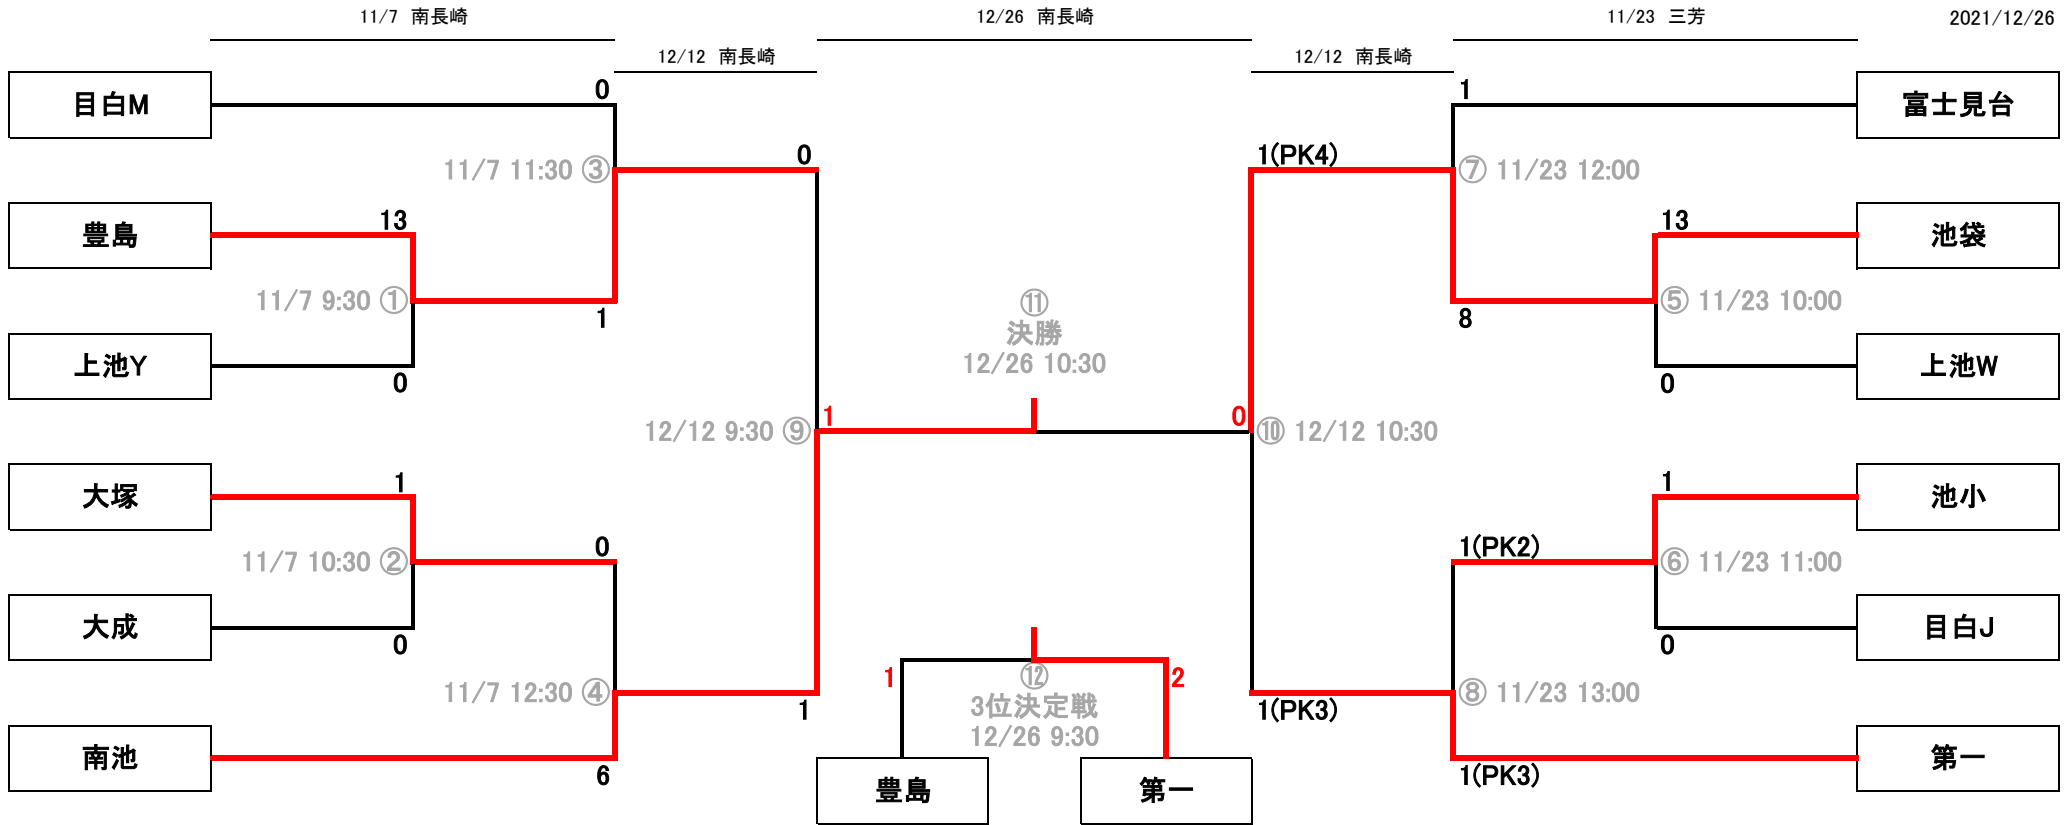 11/7 南長崎
12/26 南長崎
11/23 三芳
2021/12/26
12/12 南長崎
12/12 南長崎
目白M
0
1
富士見台
0
1(PK4)
11/7 11:30 ③
⑦ 11/23 12:00
豊島
13
13
池袋
11/7 9:30 ①
1
⑪
決勝
12/26 10:30
8
⑤ 11/23 10:00
上池Y
0
0
上池W
12/12 9:30 ⑨
1
0
⑩ 12/12 10:30
大塚
1
1
池小
11/7 10:30 ②
0
1(PK2)
⑥ 11/23 11:00
大成
0
0
目白J
11/7 12:30 ④
1
1
⑫
3位決定戦
12/26 9:30
2
1(PK3)
⑧ 11/23 13:00
南池
6
1(PK3)
第一
豊島
第一